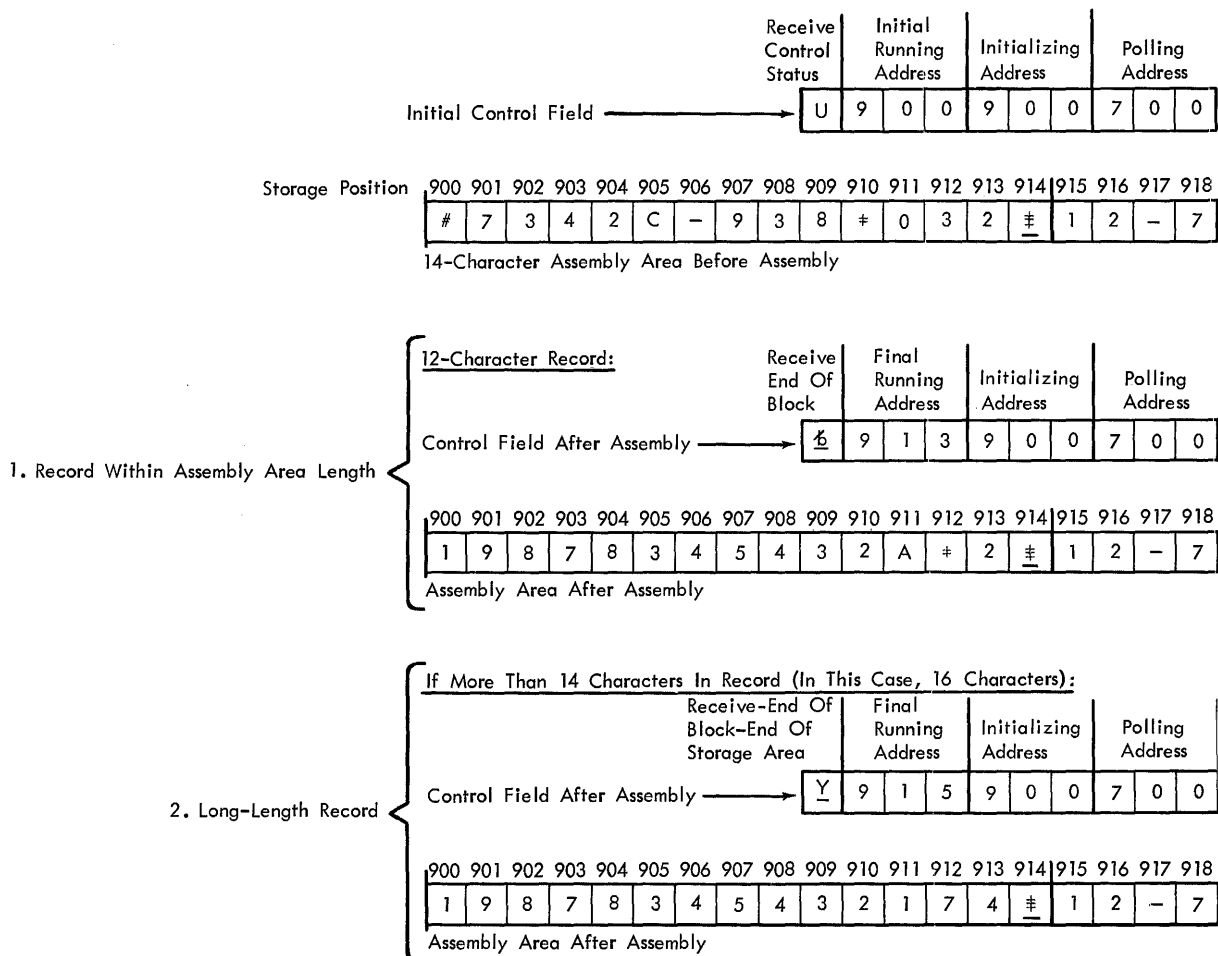 Receive Control Status | Initial Running Address | Initializing Address | Polling Address
Initial Control Field U 9 0 0 9 0 0 7 0 0
Storage Position 900 901 902 903 904 905 906 907 908 909 910 911 912 913 914 915 916 917 918
# 7 3 4 2 C - 9 3 8 ‡ 0 3 2 ⯒ 1 2 - 7
14-Character Assembly Area Before Assembly
1. Record Within Assembly Area Length
12-Character Record:
Receive End Of Block | Final Running Address | Initializing Address | Polling Address
Control Field After Assembly ƀ 9 1 3 9 0 0 7 0 0
900 901 902 903 904 905 906 907 908 909 910 911 912 913 914 915 916 917 918
1 9 8 7 8 3 4 5 4 3 2 A ‡ 2 ⯒ 1 2 - 7
Assembly Area After Assembly
2. Long-Length Record
If More Than 14 Characters In Record (In This Case, 16 Characters):
Receive-End Of Block-End Of Storage Area | Final Running Address | Initializing Address | Polling Address
Control Field After Assembly Y 9 1 5 9 0 0 7 0 0
900 901 902 903 904 905 906 907 908 909 910 911 912 913 914 915 916 917 918
1 9 8 7 8 3 4 5 4 3 2 1 7 4 ⯒ 1 2 - 7
Assembly Area After Assembly